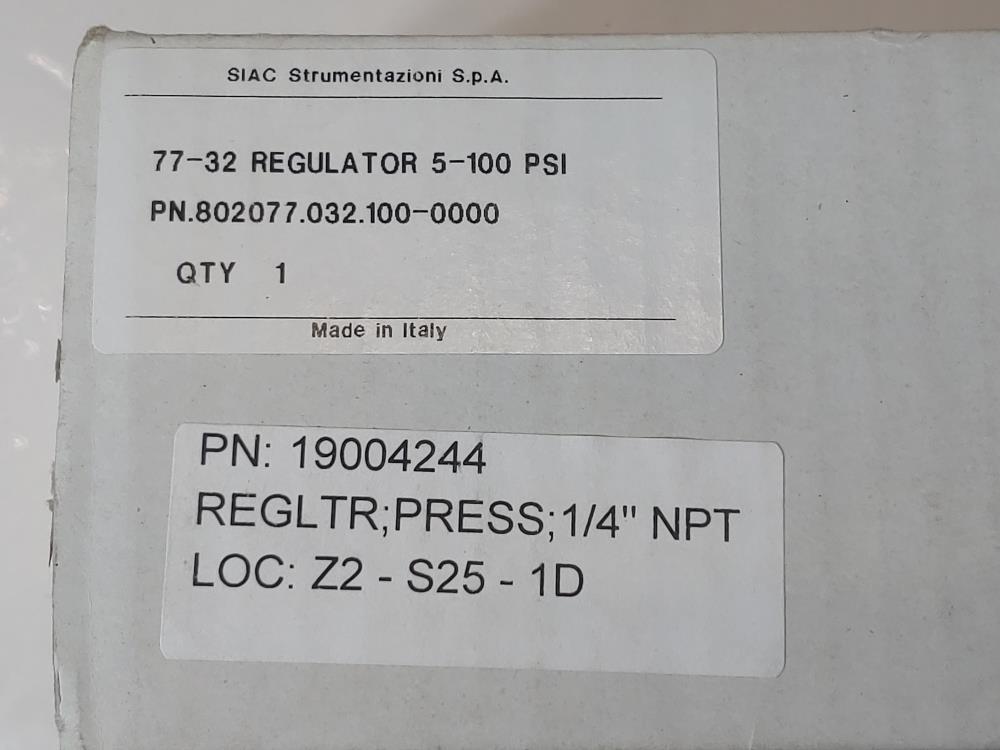 SIAC Strumentazioni S.p.A.
77-32 REGULATOR 5-100 PSI
PN.802077.032.100-0000
QTY 1
Made in Italy
PN: 19004244
REGLTR;PRESS;1/4" NPT
LOC: Z2 - S25 - 1D